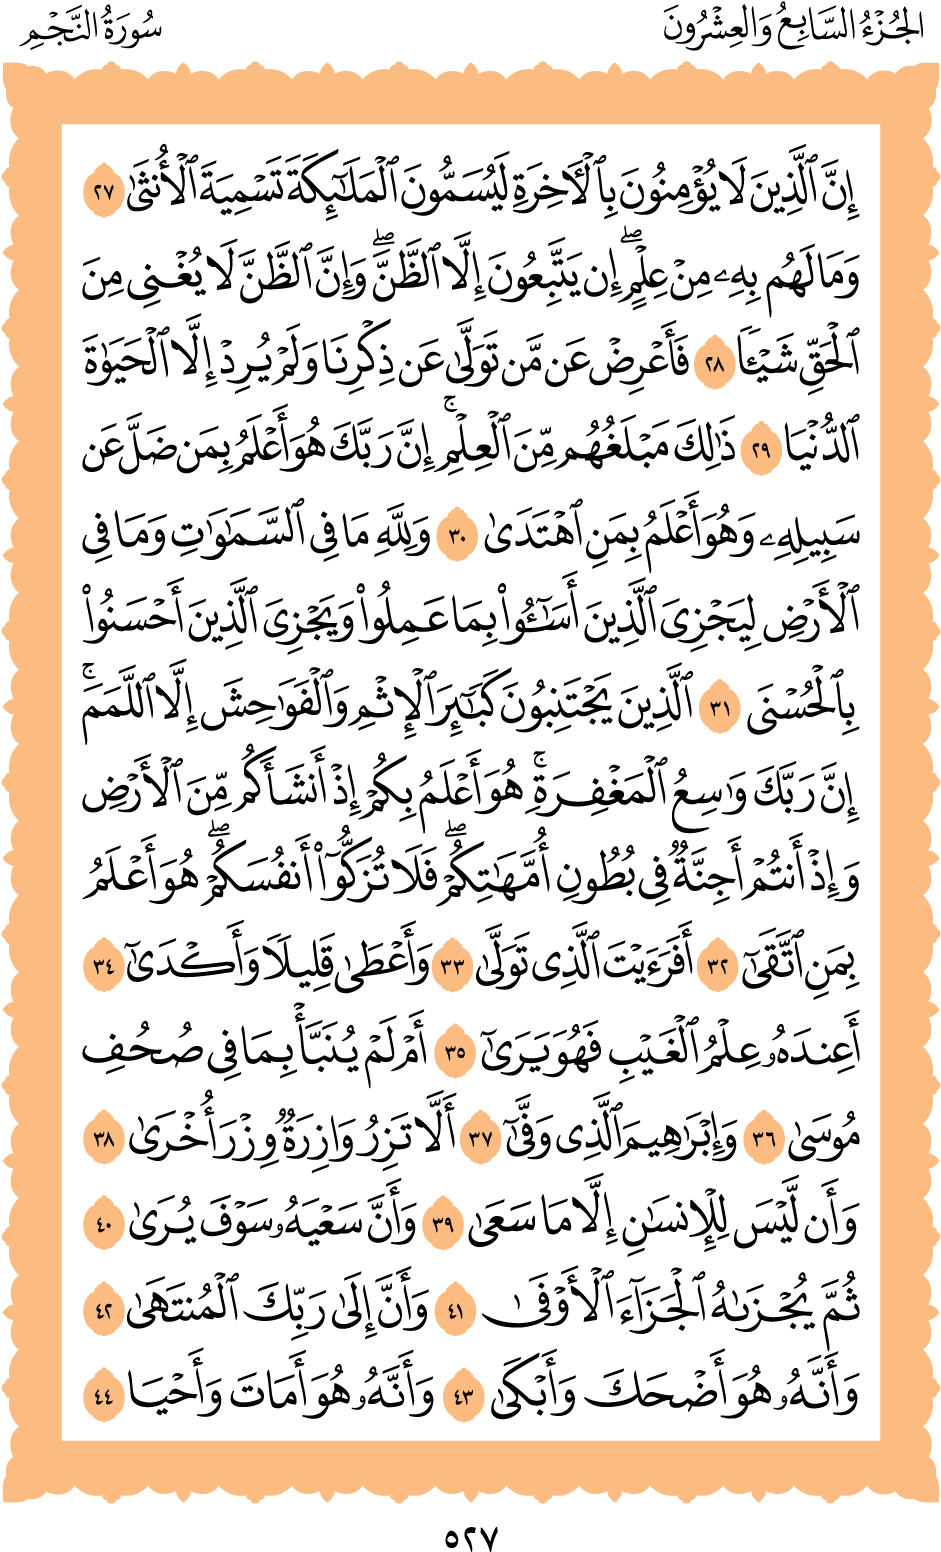 الجُزْءُ السَّابِعُ وَالعِشْرُونَ
سُورَةُ النَّجْمِ
إِنَّ ٱلَّذِينَ لَا يُؤْمِنُونَ بِٱلْأٓخِرَةِ لَيُسَمُّونَ ٱلْمَلَٰٓئِكَةَ تَسْمِيَةَ ٱلْأُنثَىٰ ٢٧
وَمَا لَهُم بِهِۦ مِنْ عِلْمٍۖ إِن يَتَّبِعُونَ إِلَّا ٱلظَّنَّۖ وَإِنَّ ٱلظَّنَّ لَا يُغْنِى مِنَ
ٱلْحَقِّ شَيْـًٔا ٢٨ فَأَعْرِضْ عَن مَّن تَوَلَّىٰ عَن ذِكْرِنَا وَلَمْ يُرِدْ إِلَّا ٱلْحَيَوٰةَ
ٱلدُّنْيَا ٢٩ ذَٰلِكَ مَبْلَغُهُم مِّنَ ٱلْعِلْمِۚ إِنَّ رَبَّكَ هُوَ أَعْلَمُ بِمَن ضَلَّ عَن
سَبِيلِهِۦ وَهُوَ أَعْلَمُ بِمَنِ ٱهْتَدَىٰ ٣٠ وَلِلَّهِ مَا فِى ٱلسَّمَٰوَٰتِ وَمَا فِى
ٱلْأَرْضِ لِيَجْزِىَ ٱلَّذِينَ أَسَٰٓـُٔوا۟ بِمَا عَمِلُوا۟ وَيَجْزِىَ ٱلَّذِينَ أَحْسَنُوا۟
بِٱلْحُسْنَى ٣١ ٱلَّذِينَ يَجْتَنِبُونَ كَبَٰٓئِرَ ٱلْإِثْمِ وَٱلْفَوَٰحِشَ إِلَّا ٱللَّمَمَۚ
إِنَّ رَبَّكَ وَٰسِعُ ٱلْمَغْفِرَةِۚ هُوَ أَعْلَمُ بِكُمْ إِذْ أَنشَأَكُم مِّنَ ٱلْأَرْضِ
وَإِذْ أَنتُمْ أَجِنَّةٌ فِى بُطُونِ أُمَّهَٰتِكُمْۖ فَلَا تُزَكُّوٓا۟ أَنفُسَكُمْۖ هُوَ أَعْلَمُ
بِمَنِ ٱتَّقَىٰٓ ٣٢ أَفَرَءَيْتَ ٱلَّذِى تَوَلَّىٰ ٣٣ وَأَعْطَىٰ قَلِيلًا وَأَكْدَىٰٓ ٣٤
أَعِندَهُۥ عِلْمُ ٱلْغَيْبِ فَهُوَ يَرَىٰٓ ٣٥ أَمْ لَمْ يُنَبَّأْ بِمَا فِى صُحُفِ
مُوسَىٰ ٣٦ وَإِبْرَٰهِيمَ ٱلَّذِى وَفَّىٰٓ ٣٧ أَلَّا تَزِرُ وَازِرَةٌ وِزْرَ أُخْرَىٰ ٣٨
وَأَن لَّيْسَ لِلْإِنسَٰنِ إِلَّا مَا سَعَىٰ ٣٩ وَأَنَّ سَعْيَهُۥ سَوْفَ يُرَىٰ ٤٠
ثُمَّ يُجْزَىٰهُ ٱلْجَزَآءَ ٱلْأَوْفَىٰ ٤١ وَأَنَّ إِلَىٰ رَبِّكَ ٱلْمُنتَهَىٰ ٤٢
وَأَنَّهُۥ هُوَ أَضْحَكَ وَأَبْكَىٰ ٤٣ وَأَنَّهُۥ هُوَ أَمَاتَ وَأَحْيَا ٤٤
٥٢٧